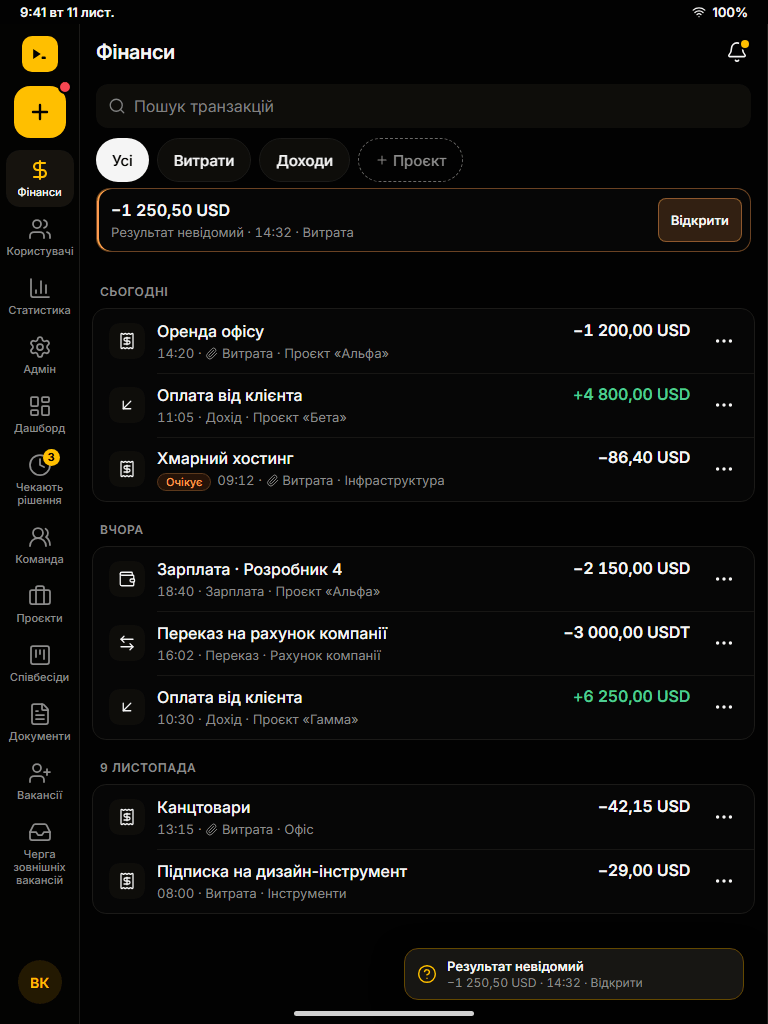 9:41 вт 11 лист.
100%
Фінанси
Пошук транзакцій
Усі
Витрати
Доходи
+ Проєкт
−1 250,50 USD
Результат невідомий · 14:32 · Витрата
Відкрити
Фінанси
Користувачі
Статистика
Адмін
Дашборд
3
Чекають
рішення
Команда
Проєкти
Співбесіди
Документи
Вакансії
Черга
зовнішніх
вакансій
ВК
СЬОГОДНІ
Оренда офісу
−1 200,00 USD
14:20 · Витрата · Проєкт «Альфа»
Оплата від клієнта
+4 800,00 USD
11:05 · Дохід · Проєкт «Бета»
Хмарний хостинг
−86,40 USD
Очікує 09:12 · Витрата · Інфраструктура
ВЧОРА
Зарплата · Розробник 4
−2 150,00 USD
18:40 · Зарплата · Проєкт «Альфа»
Переказ на рахунок компанії
−3 000,00 USDT
16:02 · Переказ · Рахунок компанії
Оплата від клієнта
+6 250,00 USD
10:30 · Дохід · Проєкт «Гамма»
9 ЛИСТОПАДА
Канцтовари
−42,15 USD
13:15 · Витрата · Офіс
Підписка на дизайн-інструмент
−29,00 USD
08:00 · Витрата · Інструменти
Результат невідомий
−1 250,50 USD · 14:32 · Відкрити